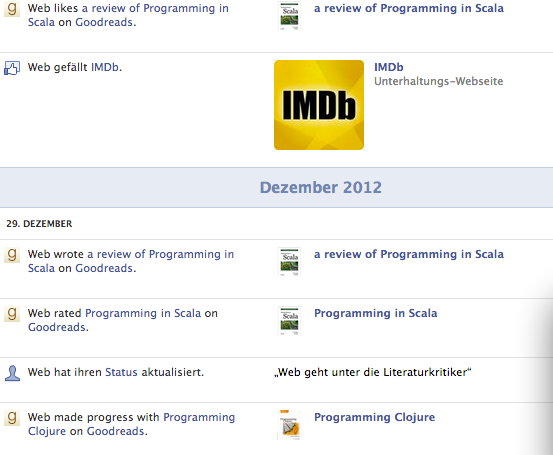 Web likes a review of Programming in
Scala on Goodreads.
a review of Programming in Scala
Web gefällt IMDb.
IMDb
IMDb
Unterhaltungs-Webseite
Dezember 2012
29. DEZEMBER
Web wrote a review of Programming in
Scala on Goodreads.
a review of Programming in Scala
Web rated Programming in Scala on
Goodreads.
Programming in Scala
Web hat ihren Status aktualisiert.
„Web geht unter die Literaturkritiker“
Web made progress with Programming
Clojure on Goodreads.
Programming Clojure